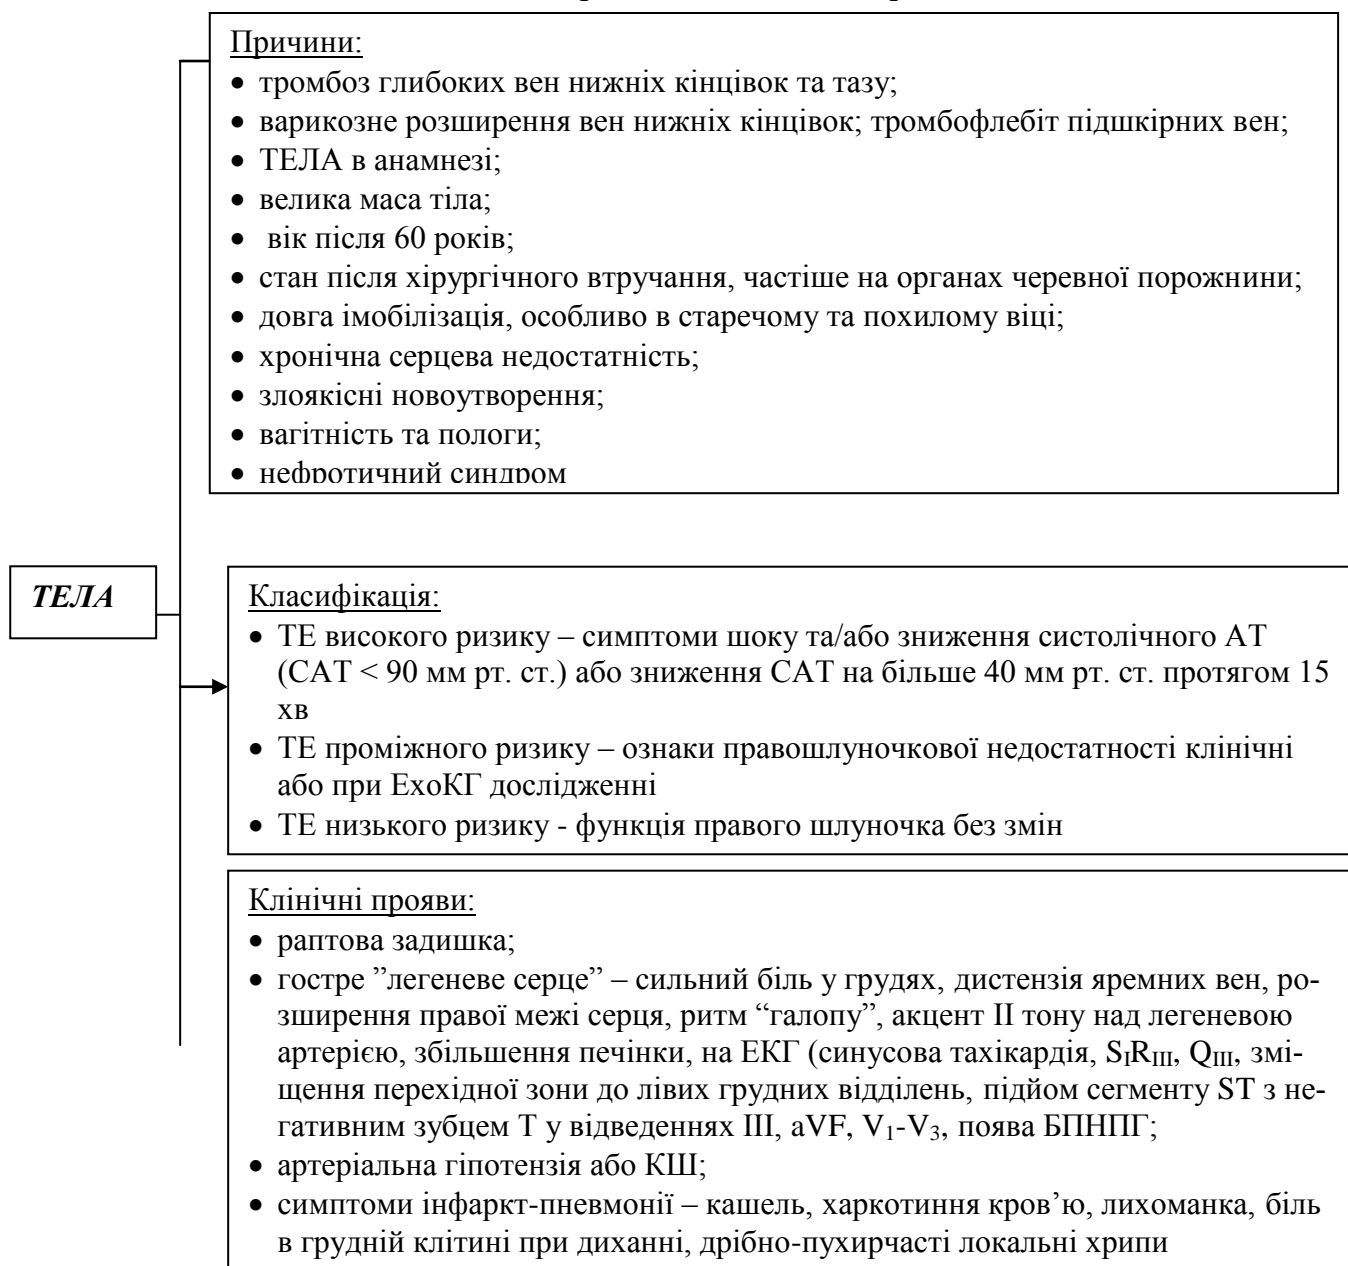 Причини:
• тромбоз глибоких вен нижніх кінцівок та тазу;
• варикозне розширення вен нижніх кінцівок; тромбофлебіт підшкірних вен;
• ТЕЛА в анамнезі;
• велика маса тіла;
• вік після 60 років;
• стан після хірургічного втручання, частіше на органах черевної порожнини;
• довга імобілізація, особливо в старечому та похилому віці;
• хронічна серцева недостатність;
• злоякісні новоутворення;
• вагітність та пологи;
• нефротичний синдром
ТЕЛА
Класифікація:
• ТЕ високого ризику – симптоми шоку та/або зниження систолічного АТ
(САТ < 90 мм рт. ст.) або зниження САТ на більше 40 мм рт. ст. протягом 15
хв
• ТЕ проміжного ризику – ознаки правошлуночкової недостатності клінічні
або при ЕхоКГ дослідженні
• ТЕ низького ризику - функція правого шлуночка без змін
Клінічні прояви:
• раптова задишка;
• гостре ”легеневе серце” – сильний біль у грудях, дистензія яремних вен, ро-
зширення правої межі серця, ритм “галопу”, акцент ІІ тону над легеневою
артерією, збільшення печінки, на ЕКГ (синусова тахікардія, SIRIII, QIII, змі-
щення перехідної зони до лівих грудних відділень, підйом сегменту ST з не-
гативним зубцем Т у відведеннях ІІІ, aVF, V1-V3, поява БПНПГ;
• артеріальна гіпотензія або КШ;
• симптоми інфаркт-пневмонії – кашель, харкотиння кров’ю, лихоманка, біль
в грудній клітині при диханні, дрібно-пухирчасті локальні хрипи